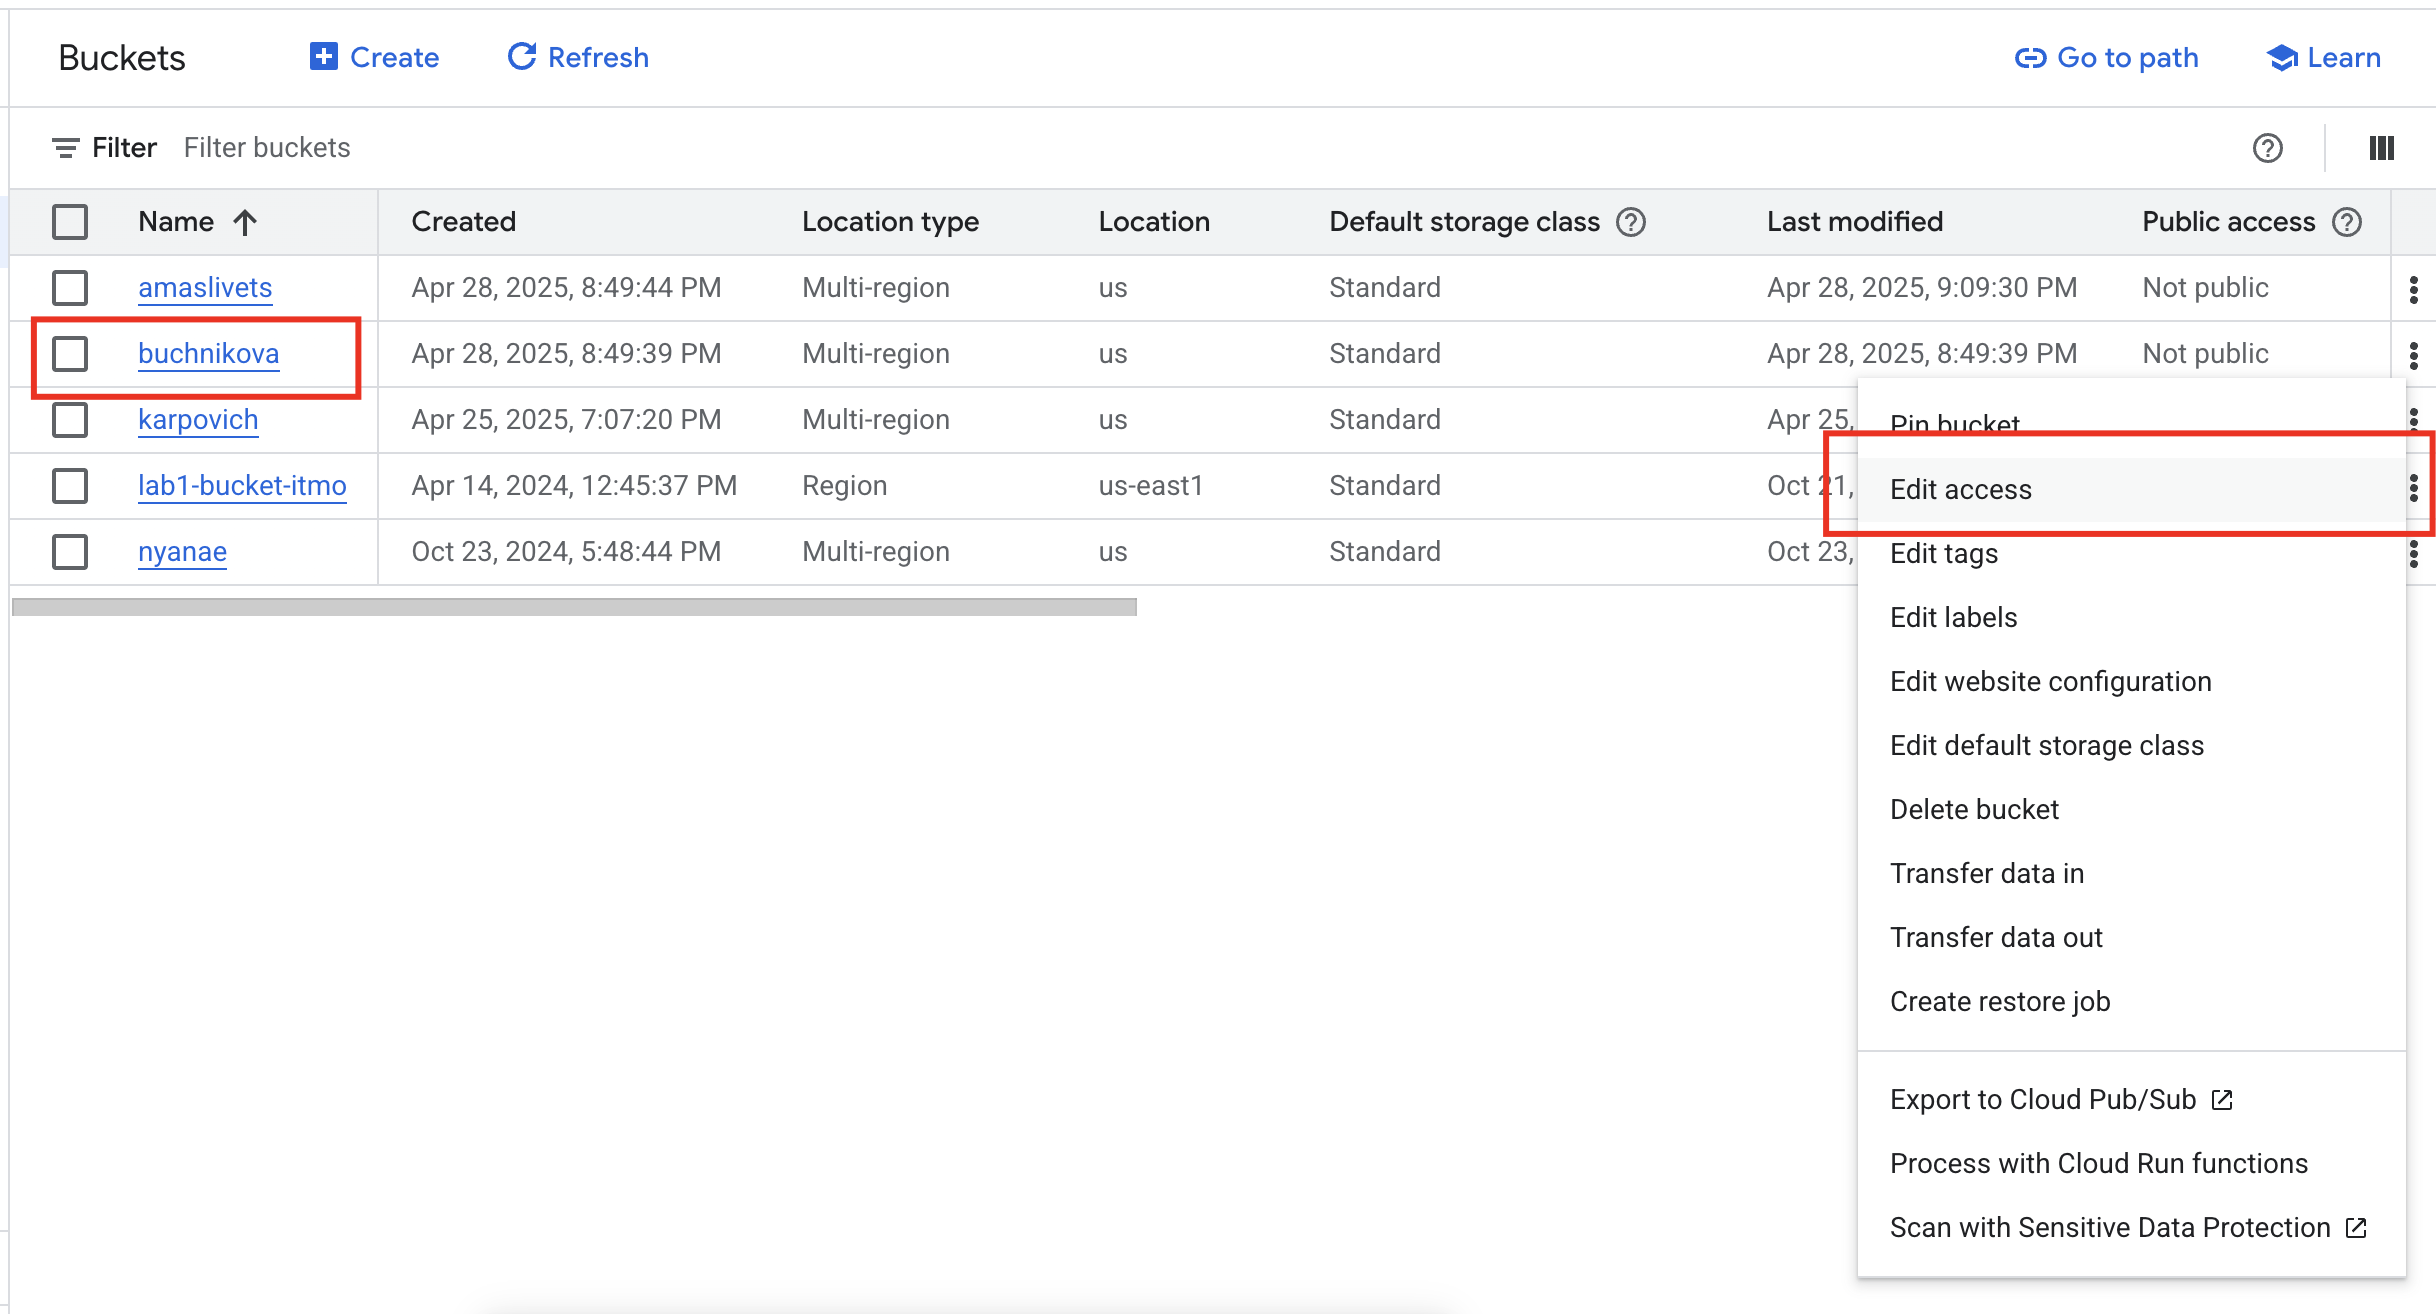 Buckets Create Refresh Go to path Learn
Filter Filter buckets
Name Created Location type Location Default storage class Last modified Public access
amaslivets Apr 28, 2025, 8:49:44 PM Multi-region us Standard Apr 28, 2025, 9:09:30 PM Not public
buchnikova Apr 28, 2025, 8:49:39 PM Multi-region us Standard Apr 28, 2025, 8:49:39 PM Not public
karpovich Apr 25, 2025, 7:07:20 PM Multi-region us Standard Apr 25,
lab1-bucket-itmo Apr 14, 2024, 12:45:37 PM Region us-east1 Standard Oct 21,
nyanae Oct 23, 2024, 5:48:44 PM Multi-region us Standard Oct 23,
Pin bucket
Edit access
Edit tags
Edit labels
Edit website configuration
Edit default storage class
Delete bucket
Transfer data in
Transfer data out
Create restore job
Export to Cloud Pub/Sub
Process with Cloud Run functions
Scan with Sensitive Data Protection